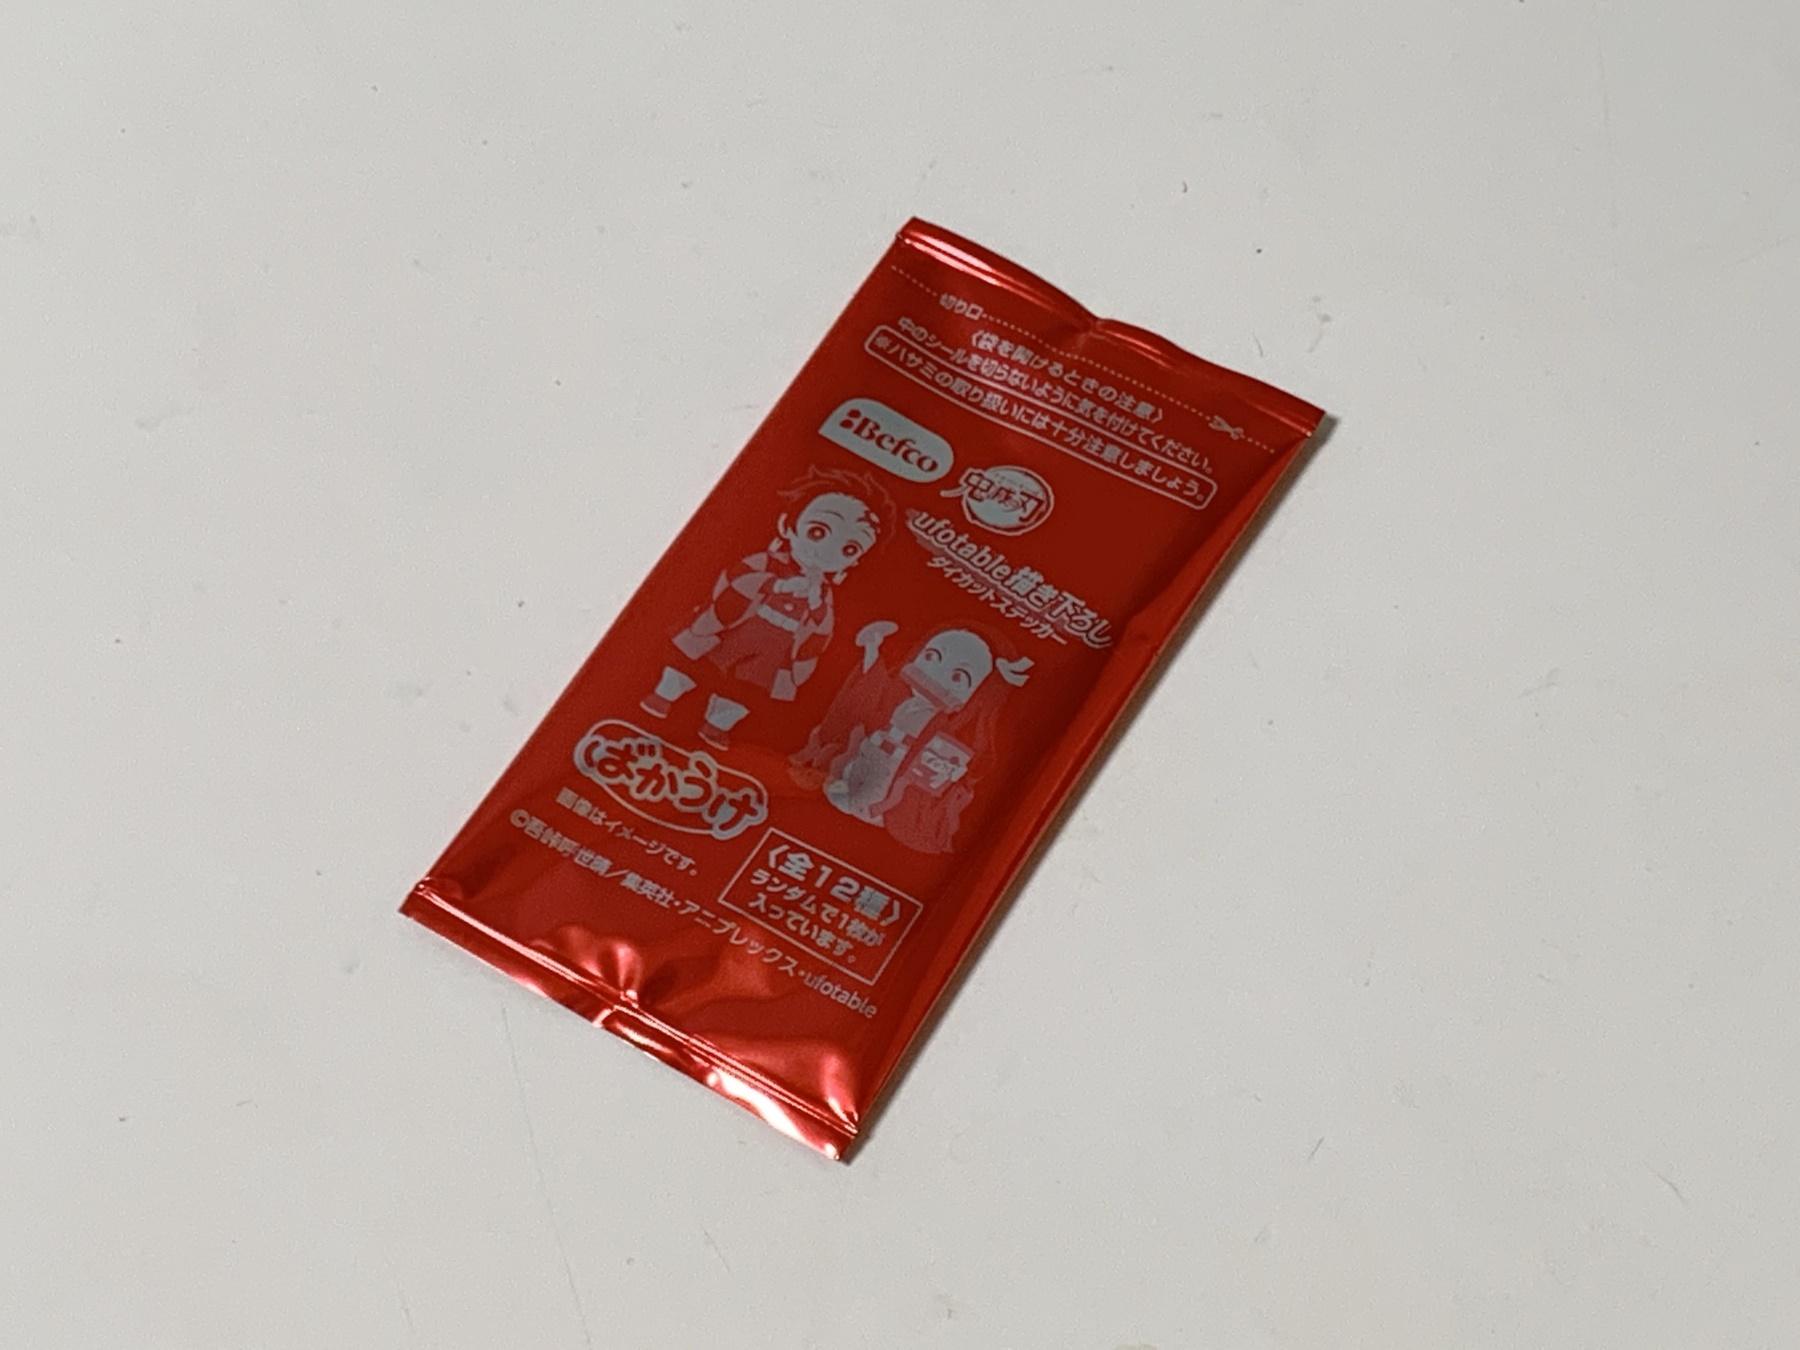 切り口
〈袋を開けるときの注意〉
中のシールを切らないように気を付けてください。
※ハサミの取り扱いには十分注意しましょう。
Befco
鬼滅の刃
ufotable描き下ろし
ダイカットステッカー
ばかうけ
画像はイメージです。
〈全12種〉
ランダムで1枚が
入っています。
©吾峠呼世晴／集英社・アニプレックス・ufotable